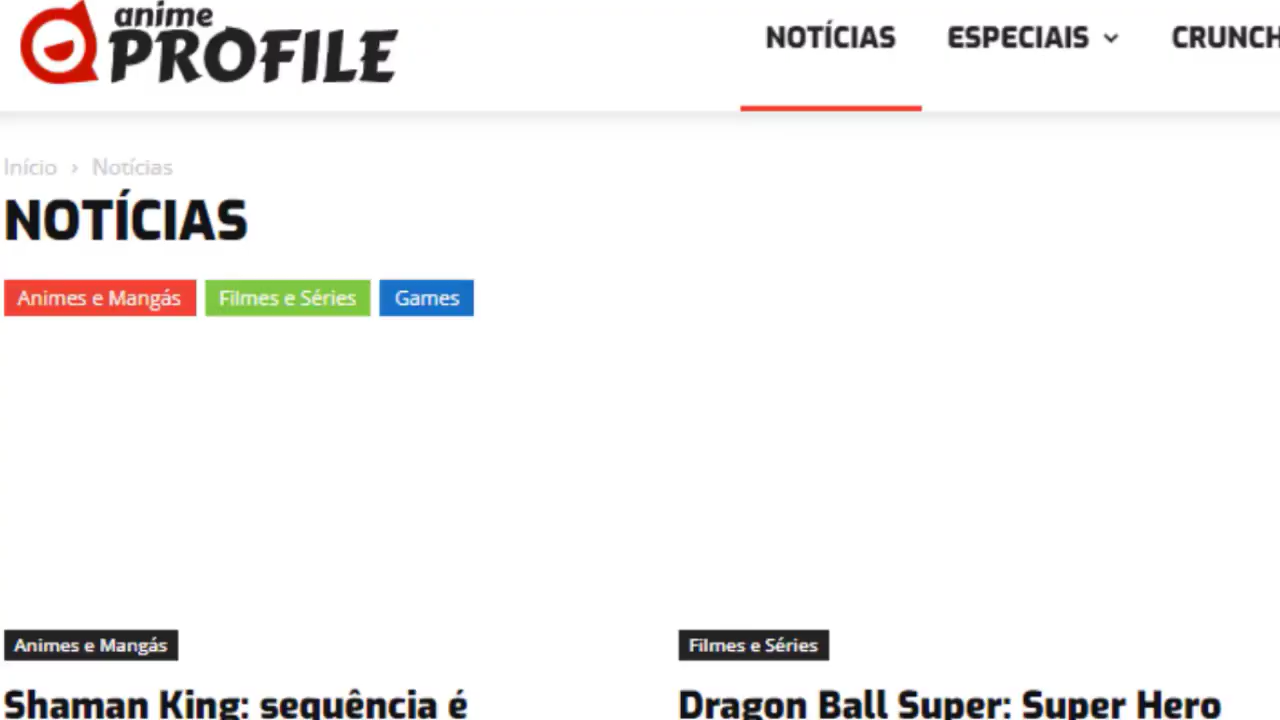 anime
PROFILE
NOTÍCIAS ESPECIAIS CRUNCH
Início › Notícias
NOTÍCIAS
Animes e Mangás Filmes e Séries Games
Animes e Mangás Filmes e Séries
Shaman King: sequência é Dragon Ball Super: Super Hero